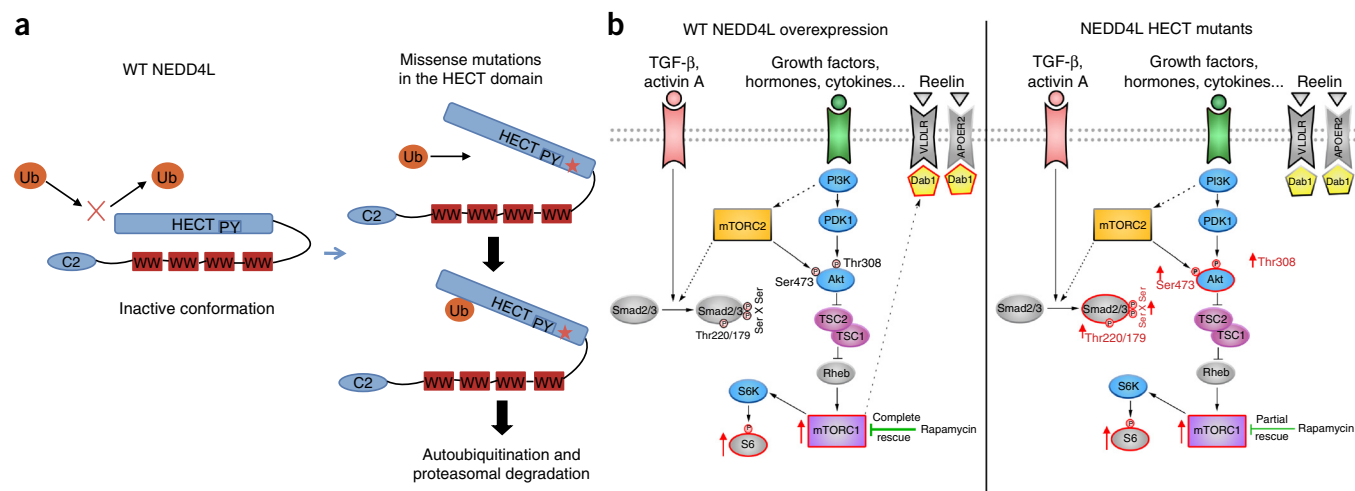 a
WT NEDD4L
Ub
Ub
HECT PY
C2
WW WW WW WW
Inactive conformation
Missense mutations
in the HECT domain
HECT PY
Ub
C2
WW WW WW WW
HECT PY
Ub
C2
WW WW WW WW
Autoubiquitination and
proteasomal degradation
b
WT NEDD4L overexpression
TGF-β,
activin A
Growth factors,
hormones, cytokines...
Reelin
VLDLR
APOER2
Dab1
Dab1
PI3K
mTORC2
PDK1
P
Thr308
P
Ser473
Akt
Smad2/3
Smad2/3
P
P
P
Ser X Ser
Thr220/179
TSC2
TSC1
Rheb
S6K
P
S6
mTORC1
Complete
rescue
Rapamycin
NEDD4L HECT mutants
TGF-β,
activin A
Growth factors,
hormones, cytokines...
Reelin
VLDLR
APOER2
Dab1
Dab1
PI3K
mTORC2
PDK1
P
Thr308
P
Ser473
Akt
Smad2/3
Smad2/3
P
P
P
Ser X Ser
Thr220/179
TSC2
TSC1
Rheb
S6K
P
S6
mTORC1
Partial
rescue
Rapamycin